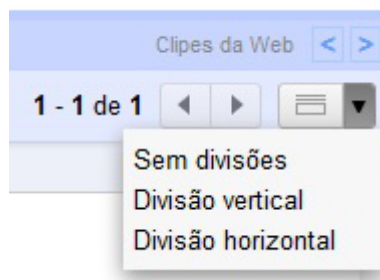 Clipes da Web < >
1 - 1 de 1
Sem divisões
Divisão vertical
Divisão horizontal